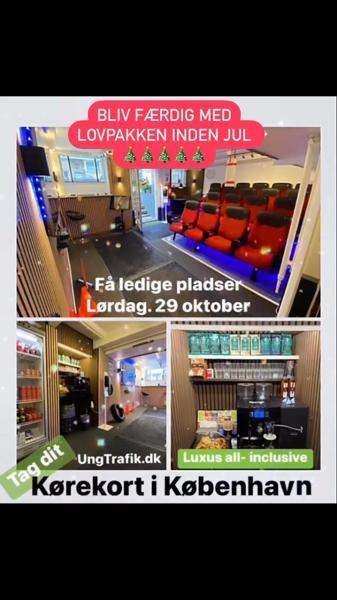 BLIV FÆRDIG MED
LOVPAKKEN INDEN JUL
🎄🎄🎄🎄🎄
Få ledige pladser
Lørdag. 29 oktober
UngTrafik.dk
Luxus all- inclusive
Tag dit
Kørekort i København